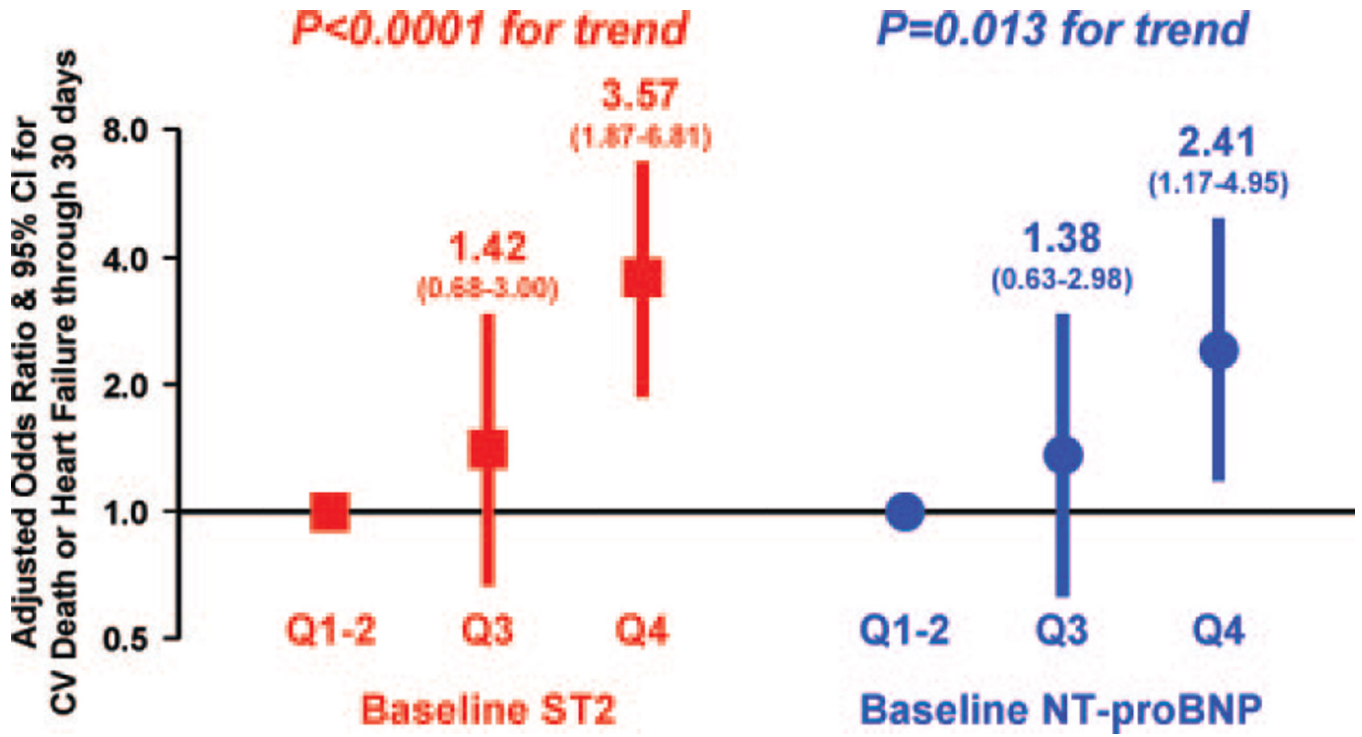 P<0.0001 for trend
P=0.013 for trend
Adjusted Odds Ratio & 95% CI for
CV Death or Heart Failure through 30 days
8.0
4.0
2.0
1.0
0.5
3.57
(1.87-6.81)
1.42
(0.68-3.00)
2.41
(1.17-4.95)
1.38
(0.63-2.98)
Q1-2 Q3 Q4
Q1-2 Q3 Q4
Baseline ST2
Baseline NT-proBNP